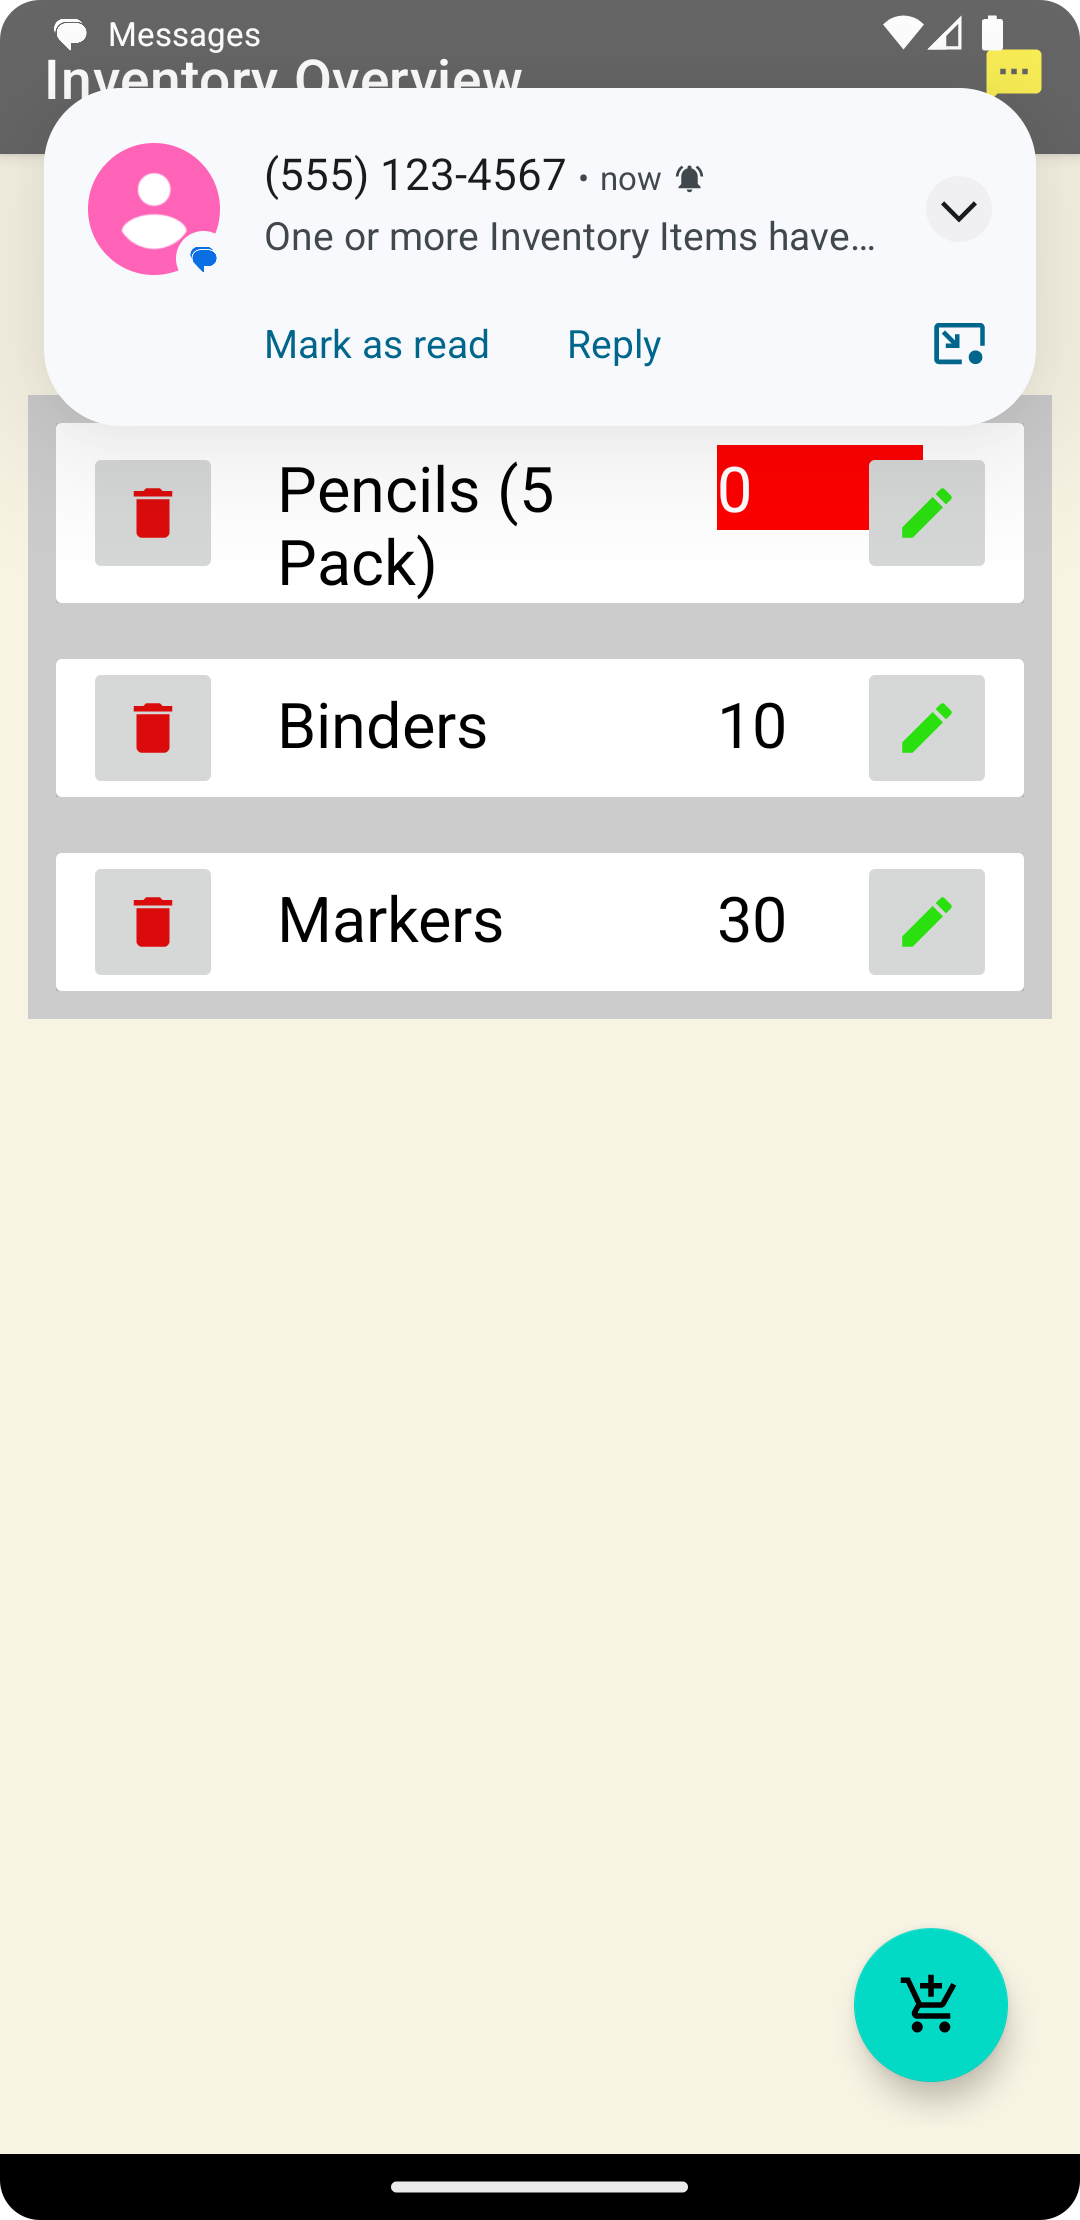 Messages
Inventory Overview
(555) 123-4567 • now
One or more Inventory Items have…
Mark as read Reply
Pencils (5 Pack) 0
Binders 10
Markers 30